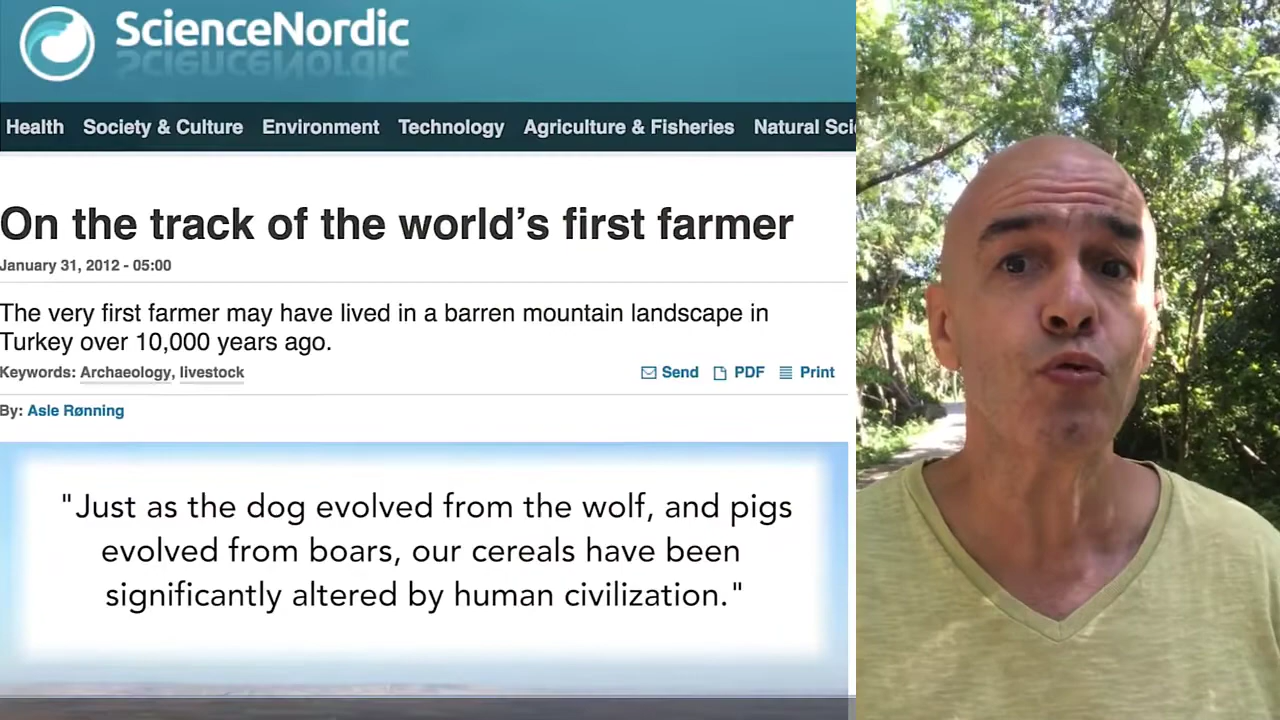 ScienceNordic
Health Society & Culture Environment Technology Agriculture & Fisheries Natural
On the track of the world's first farmer
January 31, 2012 - 05:00
The very first farmer may have lived in a barren mountain landscape in
Turkey over 10,000 years ago.
Keywords: Archaeology, livestock
Send PDF Print
By: Asle Rønning
"Just as the dog evolved from the wolf, and pigs
evolved from boars, our cereals have been
significantly altered by human civilization."